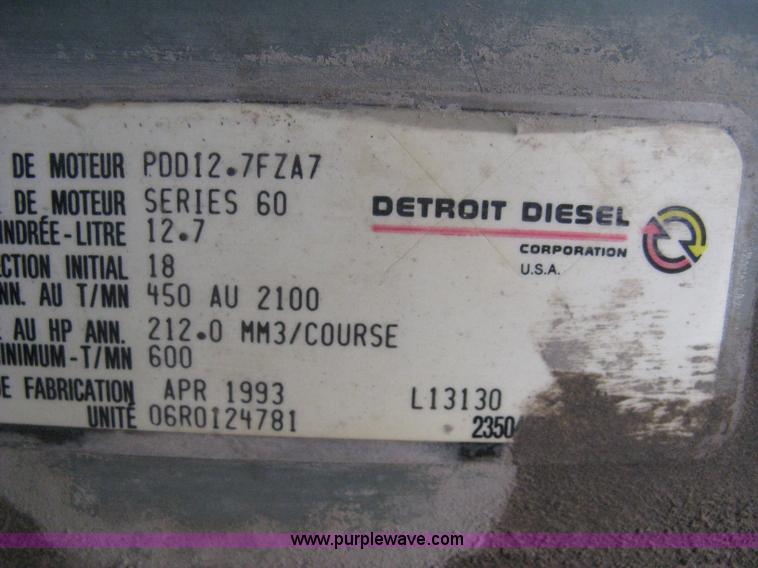 DE MOTEUR PDD12.7FZA7
DE MOTEUR SERIES 60
INDRÉE-LITRE 12.7
ECTION INITIAL 18
NN. AU T/MN 450 AU 2100
AU HP ANN. 212.0 MM3/COURSE
INIMUM-T/MN 600
DE FABRICATION APR 1993 L13130
UNITÉ 06R0124781 2350
DETROIT DIESEL
CORPORATION
U.S.A.
www.purplewave.com